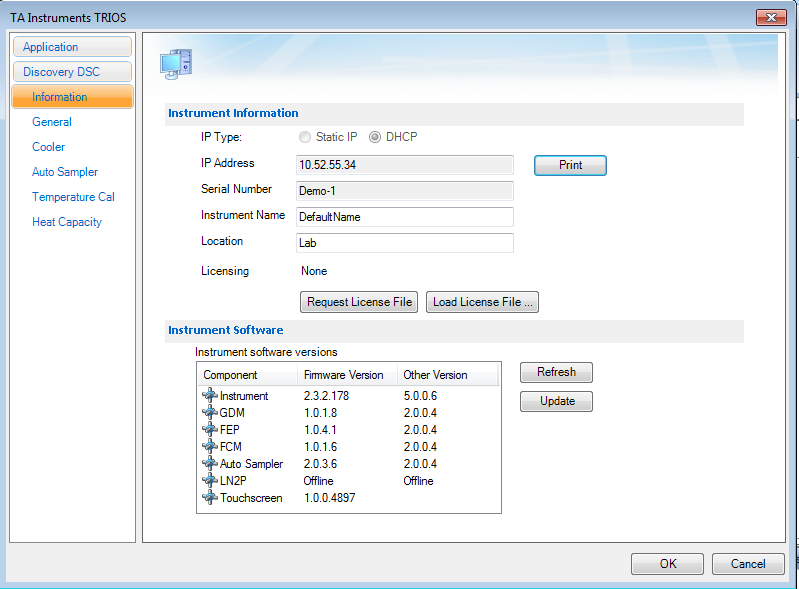 TA Instruments TRIOS
Application
Discovery DSC
Information
General
Cooler
Auto Sampler
Temperature Cal
Heat Capacity
Instrument Information
IP Type: Static IP DHCP
IP Address 10.52.55.34 Print
Serial Number Demo-1
Instrument Name DefaultName
Location Lab
Licensing None
Request License File Load License File ...
Instrument Software
Instrument software versions
Component Firmware Version Other Version Refresh
Instrument 2.3.2.178 5.0.0.6 Update
GDM 1.0.1.8 2.0.0.4
FEP 1.0.4.1 2.0.0.4
FCM 1.0.1.6 2.0.0.4
Auto Sampler 2.0.3.6 2.0.0.4
LN2P Offline Offline
Touchscreen 1.0.0.4897
OK Cancel